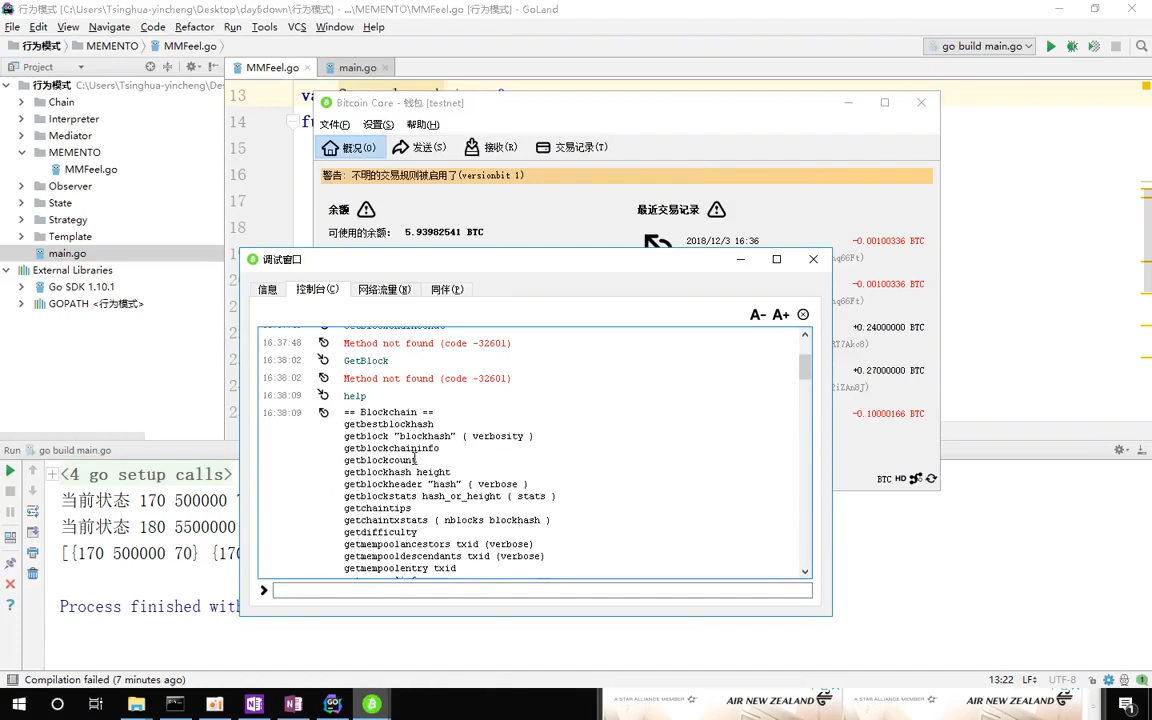 行为模式 [C:\Users\Tsinghua-yincheng\Desktop\day6down\行为模式] - ...\MEMENTO\MMFeel.go [行为模式] - GoLand
File Edit View Navigate Code Refactor Run Tools VCS Window Help
行为模式 MEMENTO MMFeel.go
go build main.go
Project
MMFeel.go
main.go
行为模式 C:\Users\Tsinghua-yincheng\De
Chain
Interpreter
Mediator
MEMENTO
MMFeel.go
Observer
State
Strategy
Template
main.go
External Libraries
Go SDK 1.10.1
GOPATH <行为模式>
13
14
15
16
17
18
Bitcoin Core - 钱包 [testnet]
文件(F) 设置(S) 帮助(H)
概况(O) 发送(S) 接收(R) 交易记录(T)
警告: 不明的交易规则被启用了(versionbit 1)
余额
最近交易记录
可使用的余额: 5.93982541 BTC
2018/12/3 16:36
-0.00100336 BTC
-0.00100336 BTC
+0.24000000 BTC
+0.27000000 BTC
-0.10000166 BTC
BTC HD
调试窗口
信息 控制台(C) 网络流量(N) 同伴(P)
A- A+
16:37:48 Method not found (code -32601)
16:38:02 GetBlock
16:38:02 Method not found (code -32601)
16:38:09 help
16:38:09 == Blockchain ==
getbestblockhash
getblock "blockhash" ( verbosity )
getblockchaininfo
getblockcount
getblockhash height
getblockheader "hash" ( verbose )
getblockstats hash_or_height ( stats )
getchaintips
getchaintxstats ( nblocks blockhash )
getdifficulty
getmempoolancestors txid (verbose)
getmempooldescendants txid (verbose)
getmempoolentry txid
Run go build main.go
<4 go setup calls>
当前状态 170 500000
当前状态 180 5500000
[{170 500000 70} {170
Process finished with
Compilation failed (7 minutes ago)
13:22 LF UTF-8
A STAR ALLIANCE MEMBER AIR NEW ZEALAND A STAR ALLIANCE MEMBER AIR NEW ZEALAND